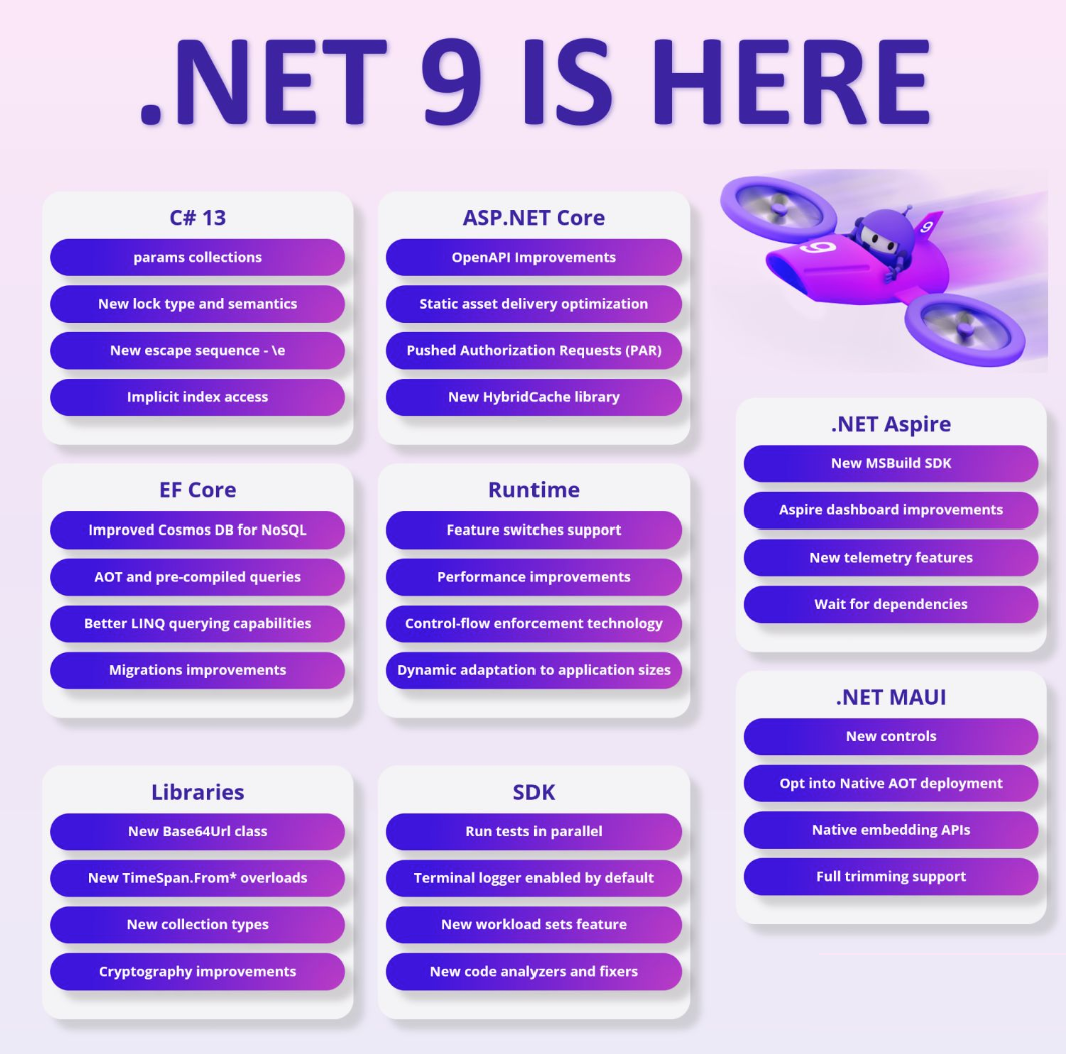 .NET 9 IS HERE
C# 13
params collections
New lock type and semantics
New escape sequence - \e
Implicit index access
ASP.NET Core
OpenAPI Improvements
Static asset delivery optimization
Pushed Authorization Requests (PAR)
New HybridCache library
9
9
EF Core
Improved Cosmos DB for NoSQL
AOT and pre-compiled queries
Better LINQ querying capabilities
Migrations improvements
Runtime
Feature switches support
Performance improvements
Control-flow enforcement technology
Dynamic adaptation to application sizes
.NET Aspire
New MSBuild SDK
Aspire dashboard improvements
New telemetry features
Wait for dependencies
Libraries
New Base64Url class
New TimeSpan.From* overloads
New collection types
Cryptography improvements
SDK
Run tests in parallel
Terminal logger enabled by default
New workload sets feature
New code analyzers and fixers
.NET MAUI
New controls
Opt into Native AOT deployment
Native embedding APIs
Full trimming support